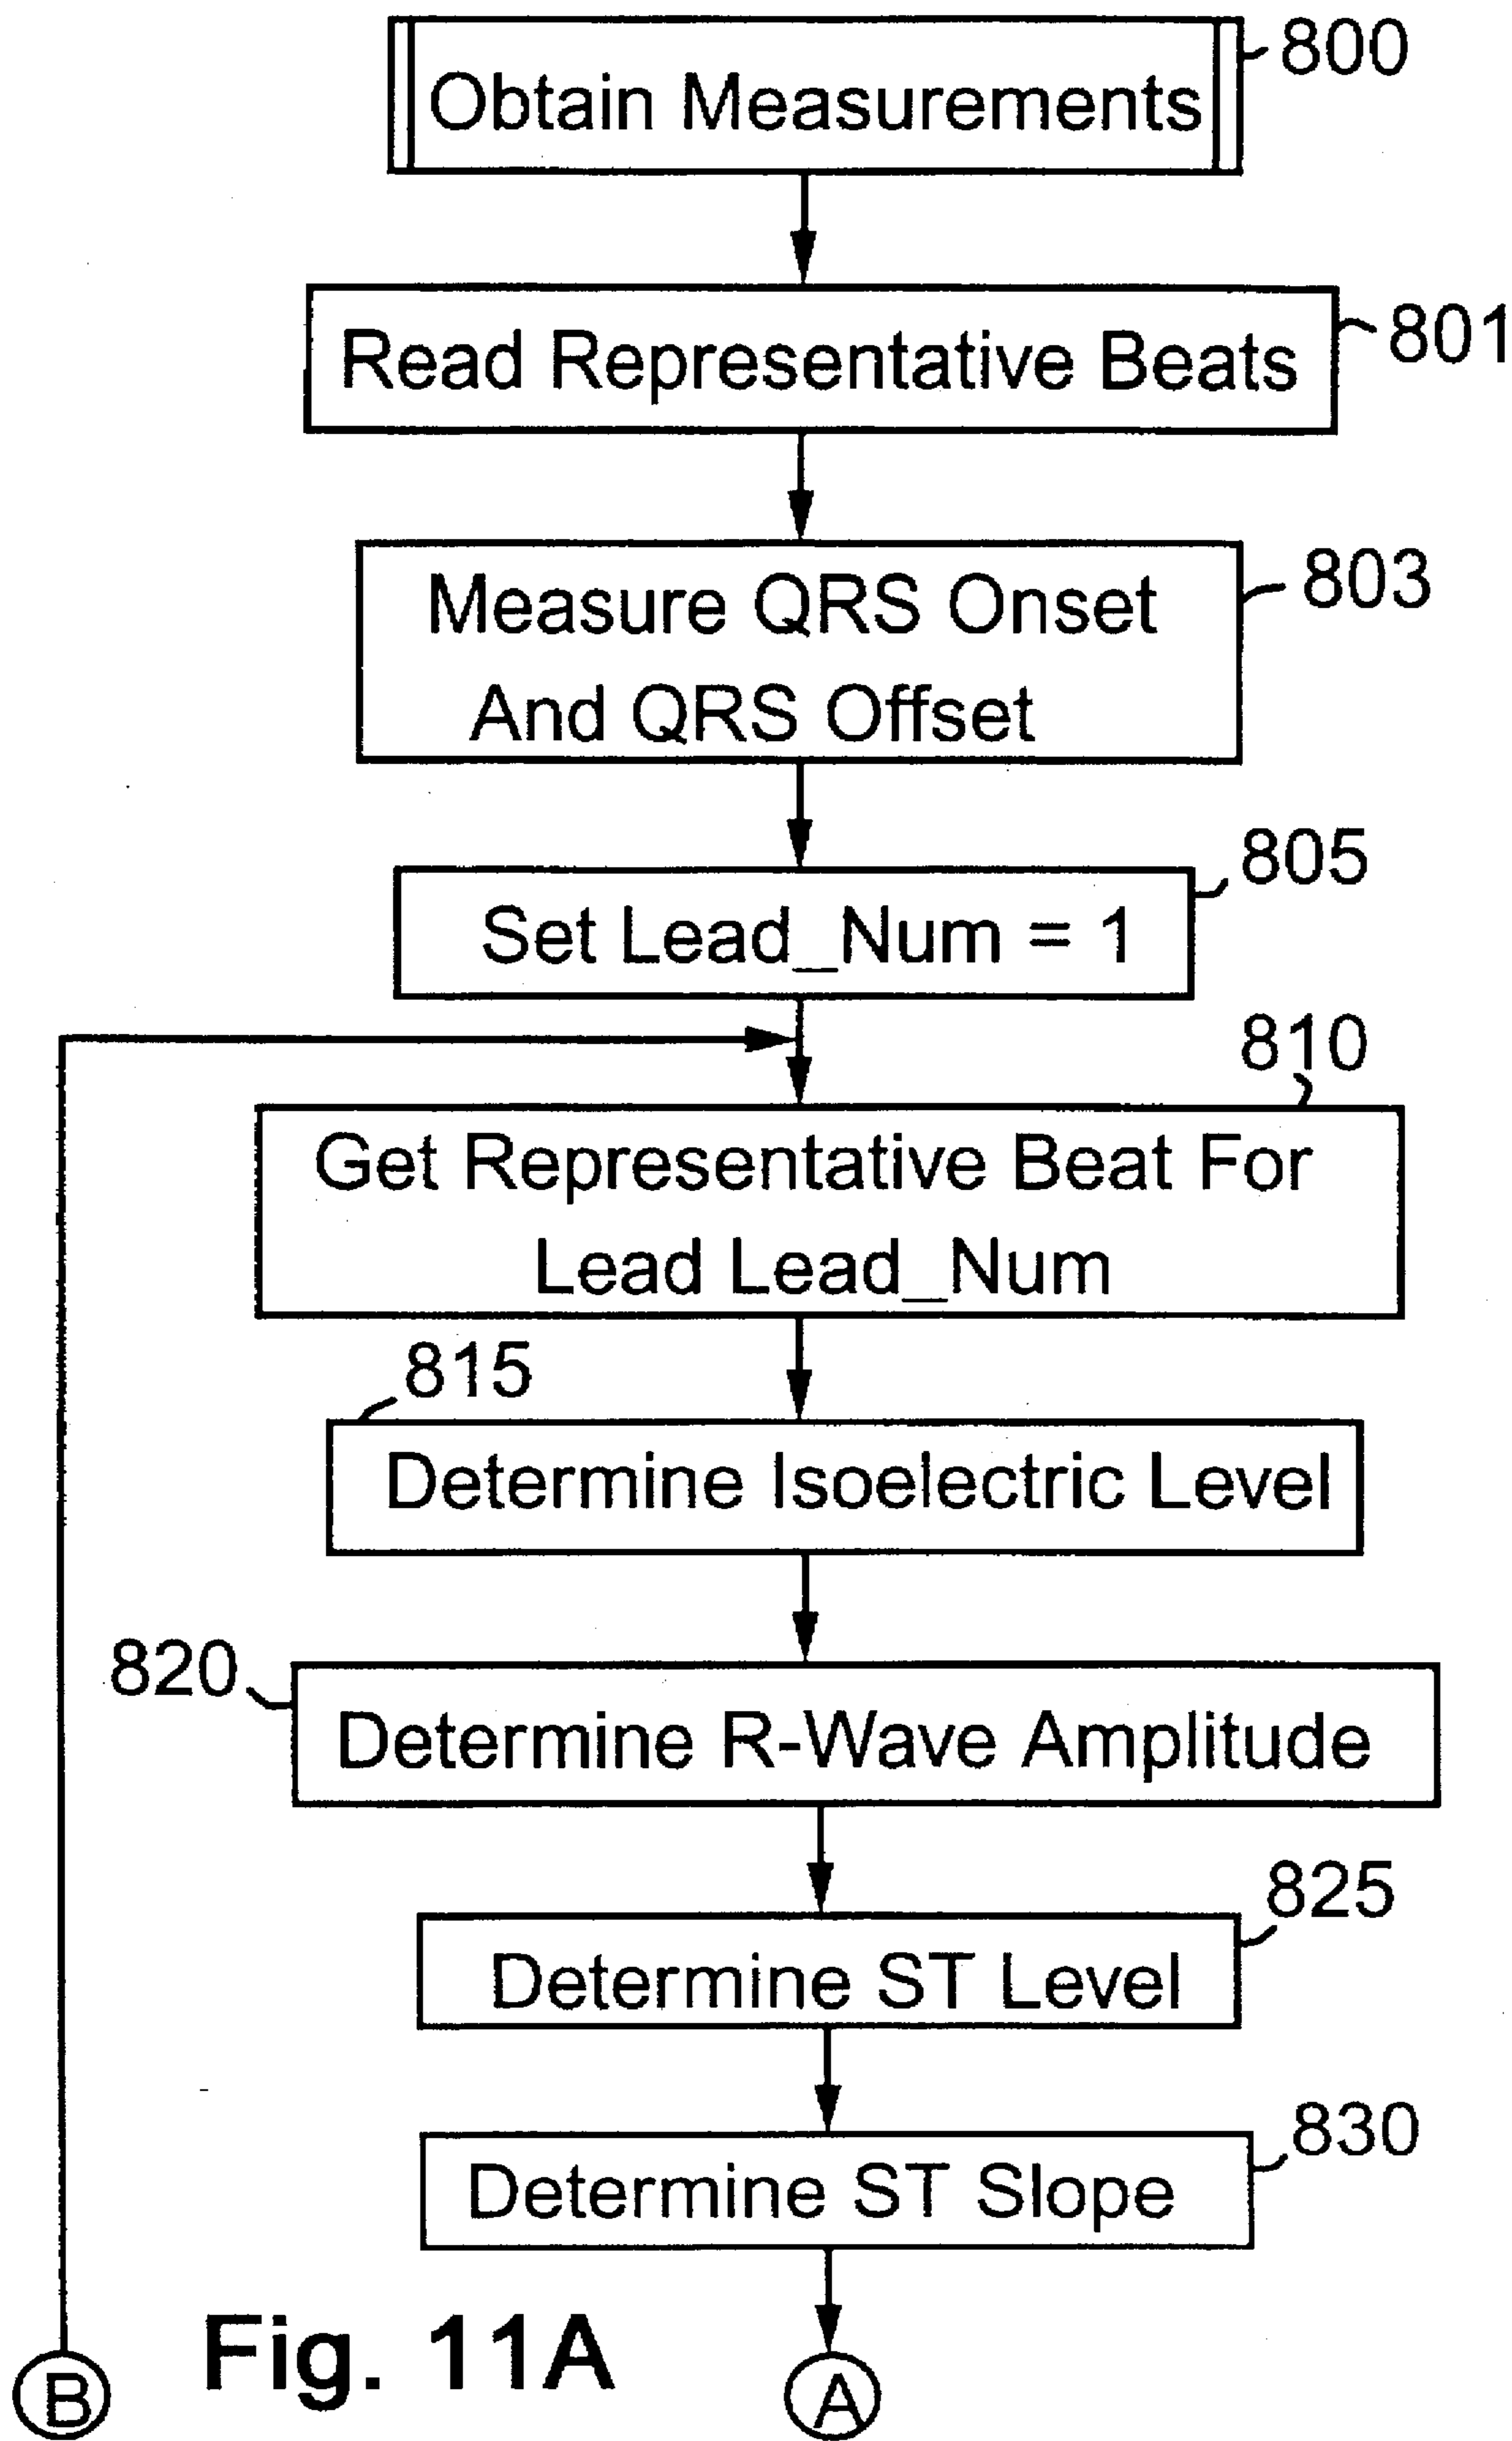 800
Obtain Measurements
801
Read Representative Beats
803
Measure QRS Onset
And QRS Offset
805
Set Lead_Num = 1
810
Get Representative Beat For
Lead Lead_Num
815
Determine Isoelectric Level
820
Determine R-Wave Amplitude
825
Determine ST Level
830
Determine ST Slope
B
Fig. 11A
A